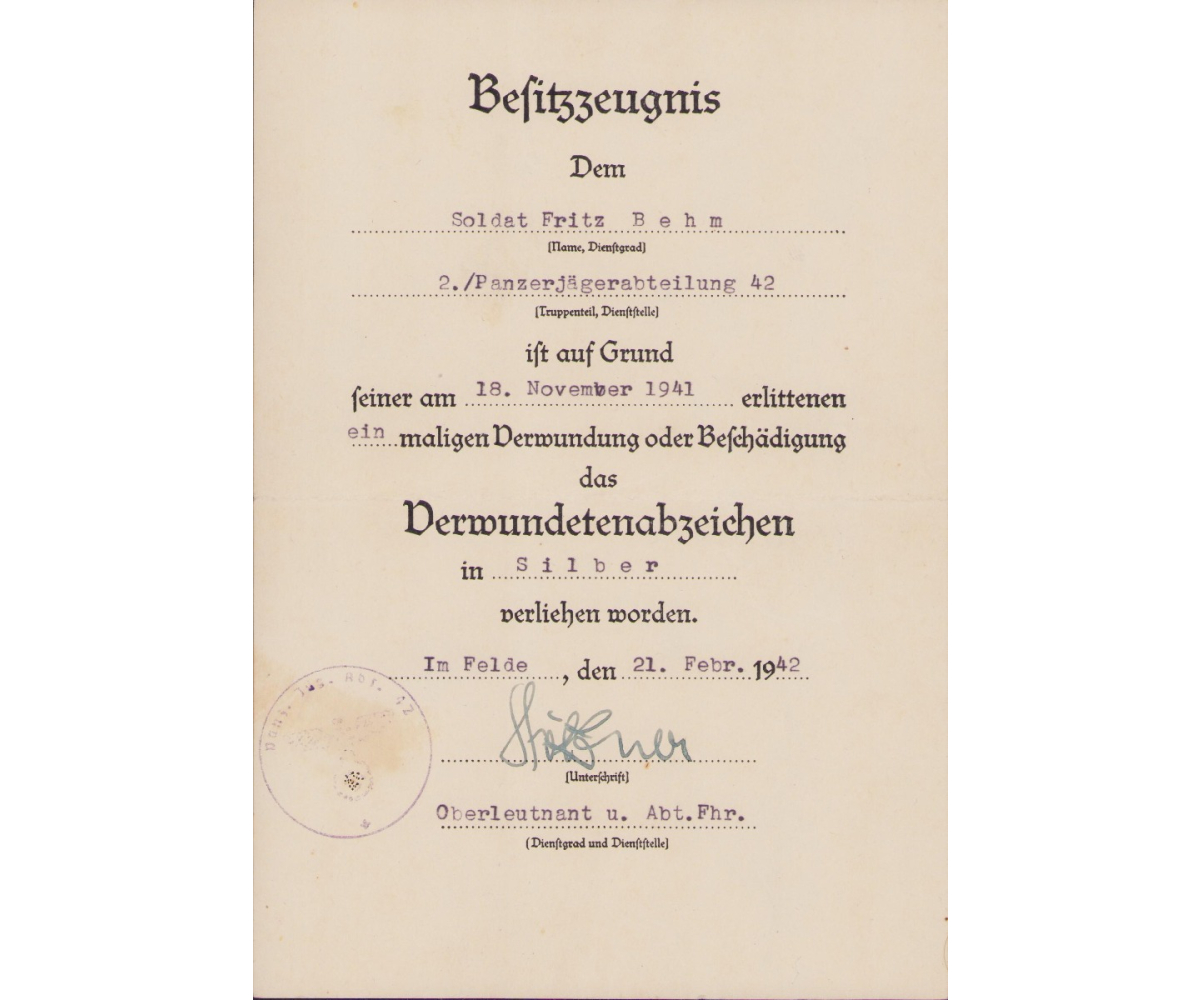 Besitzzeugnis
Dem
Soldat Fritz Behm
(Name, Dienstgrad)
2./Panzerjägerabteilung 42
(Truppenteil, Dienststelle)
ist auf Grund
seiner am 18. November 1941 erlittenen
ein maligen Verwundung oder Beschädigung
das
Verwundetenabzeichen
in Silber
verliehen worden.
Im Felde, den 21. Febr. 1942
(Unterschrift)
Oberleutnant u. Abt.Fhr.
(Dienstgrad und Dienststelle)